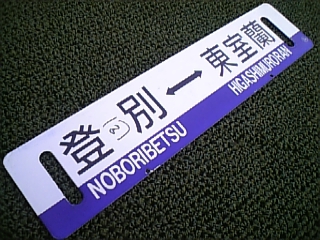 登別 ↔ 東室蘭
NOBORIBETSU HIGASHIMURORAN